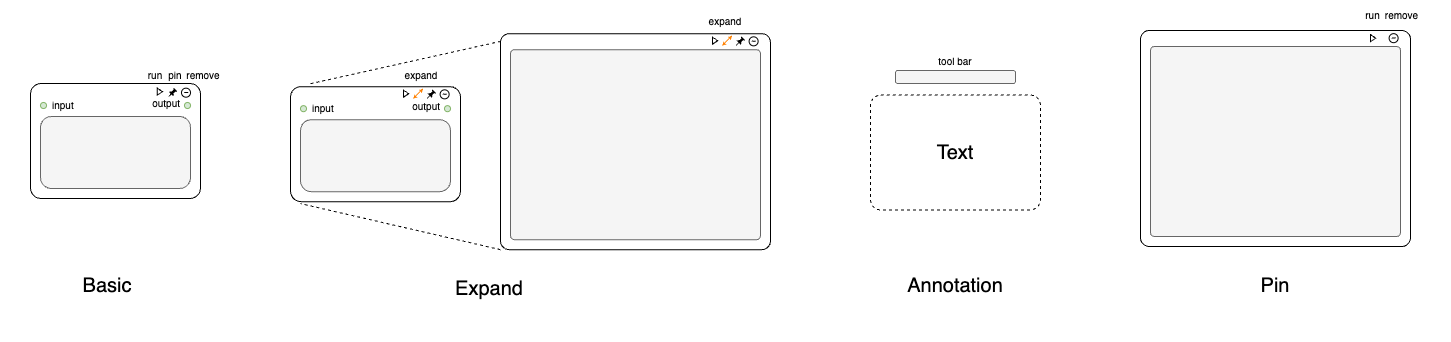 run pin remove
input
output
Basic
expand
input
output
expand
Expand
tool bar
Text
Annotation
run remove
Pin